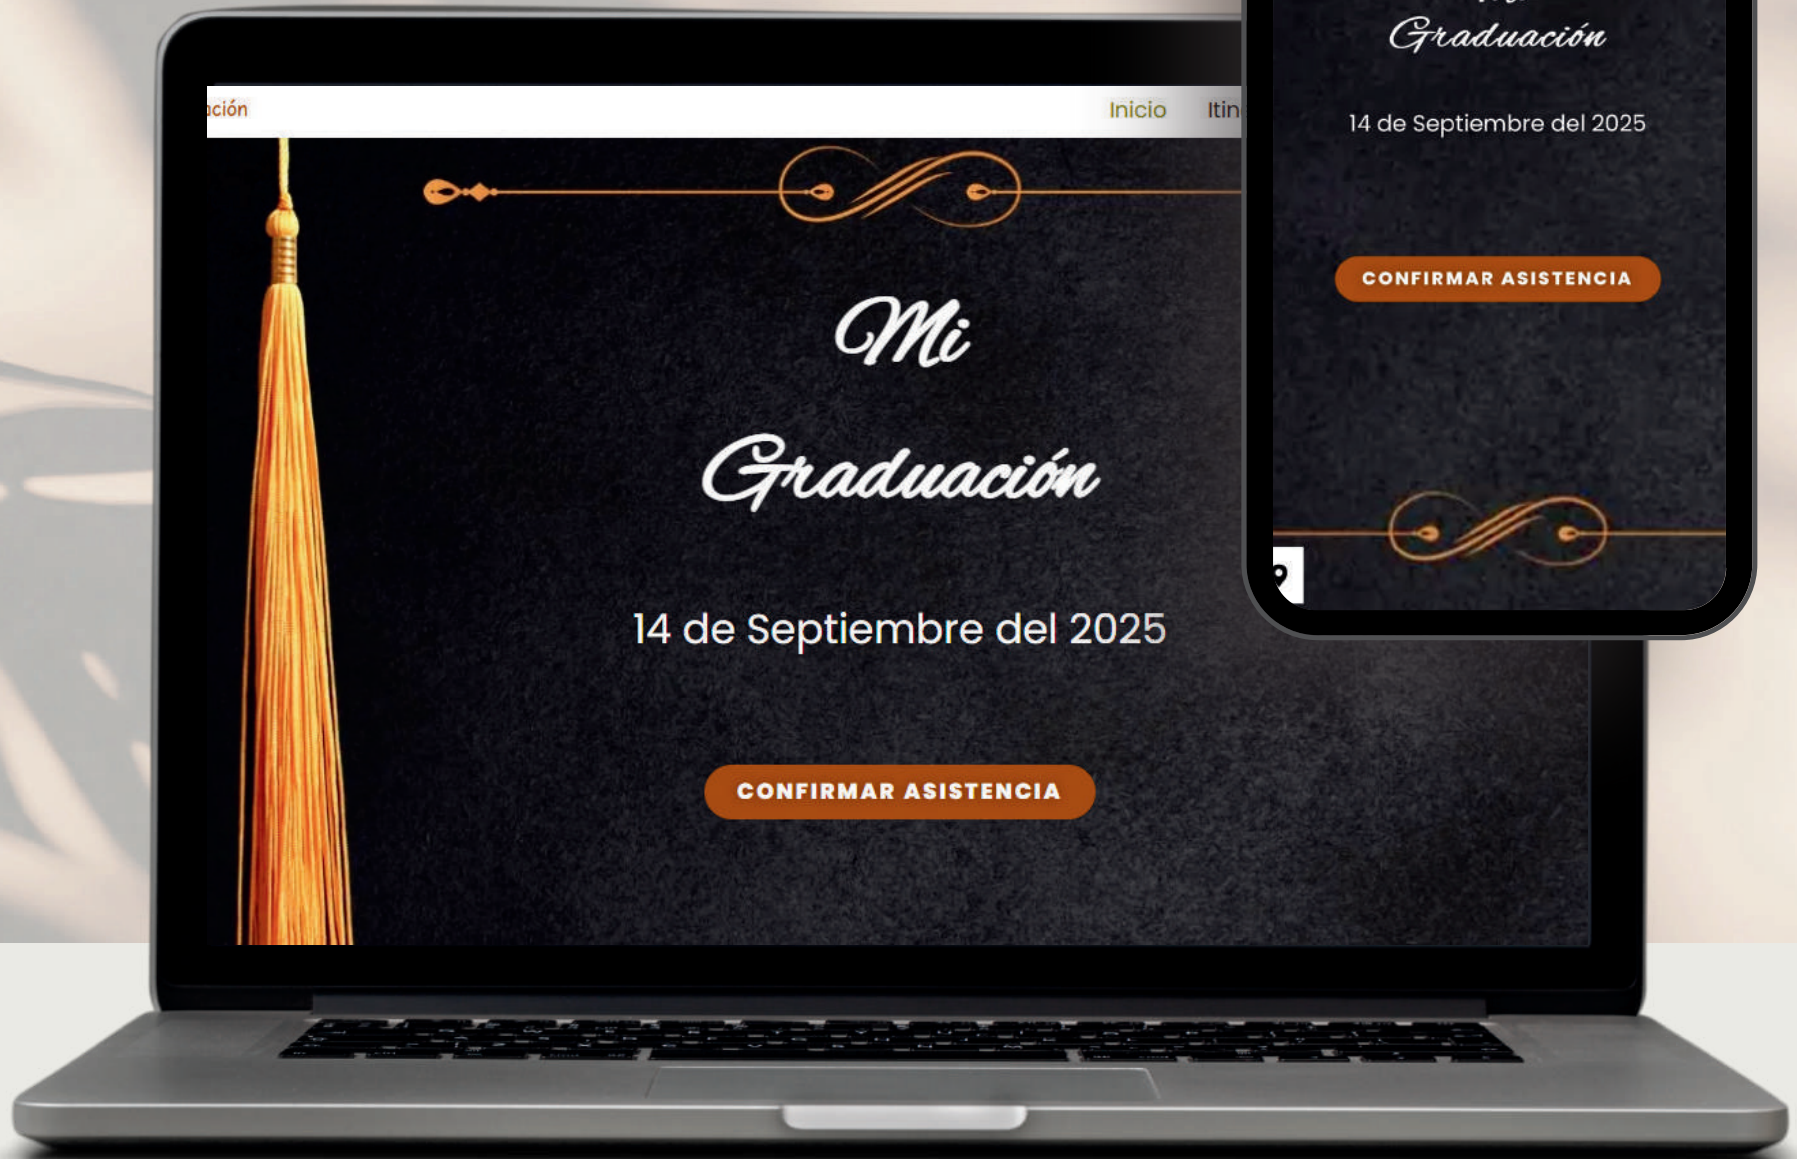 ación
Inicio Itin
Mi
Graduación
14 de Septiembre del 2025
CONFIRMAR ASISTENCIA
Graduación
14 de Septiembre del 2025
CONFIRMAR ASISTENCIA